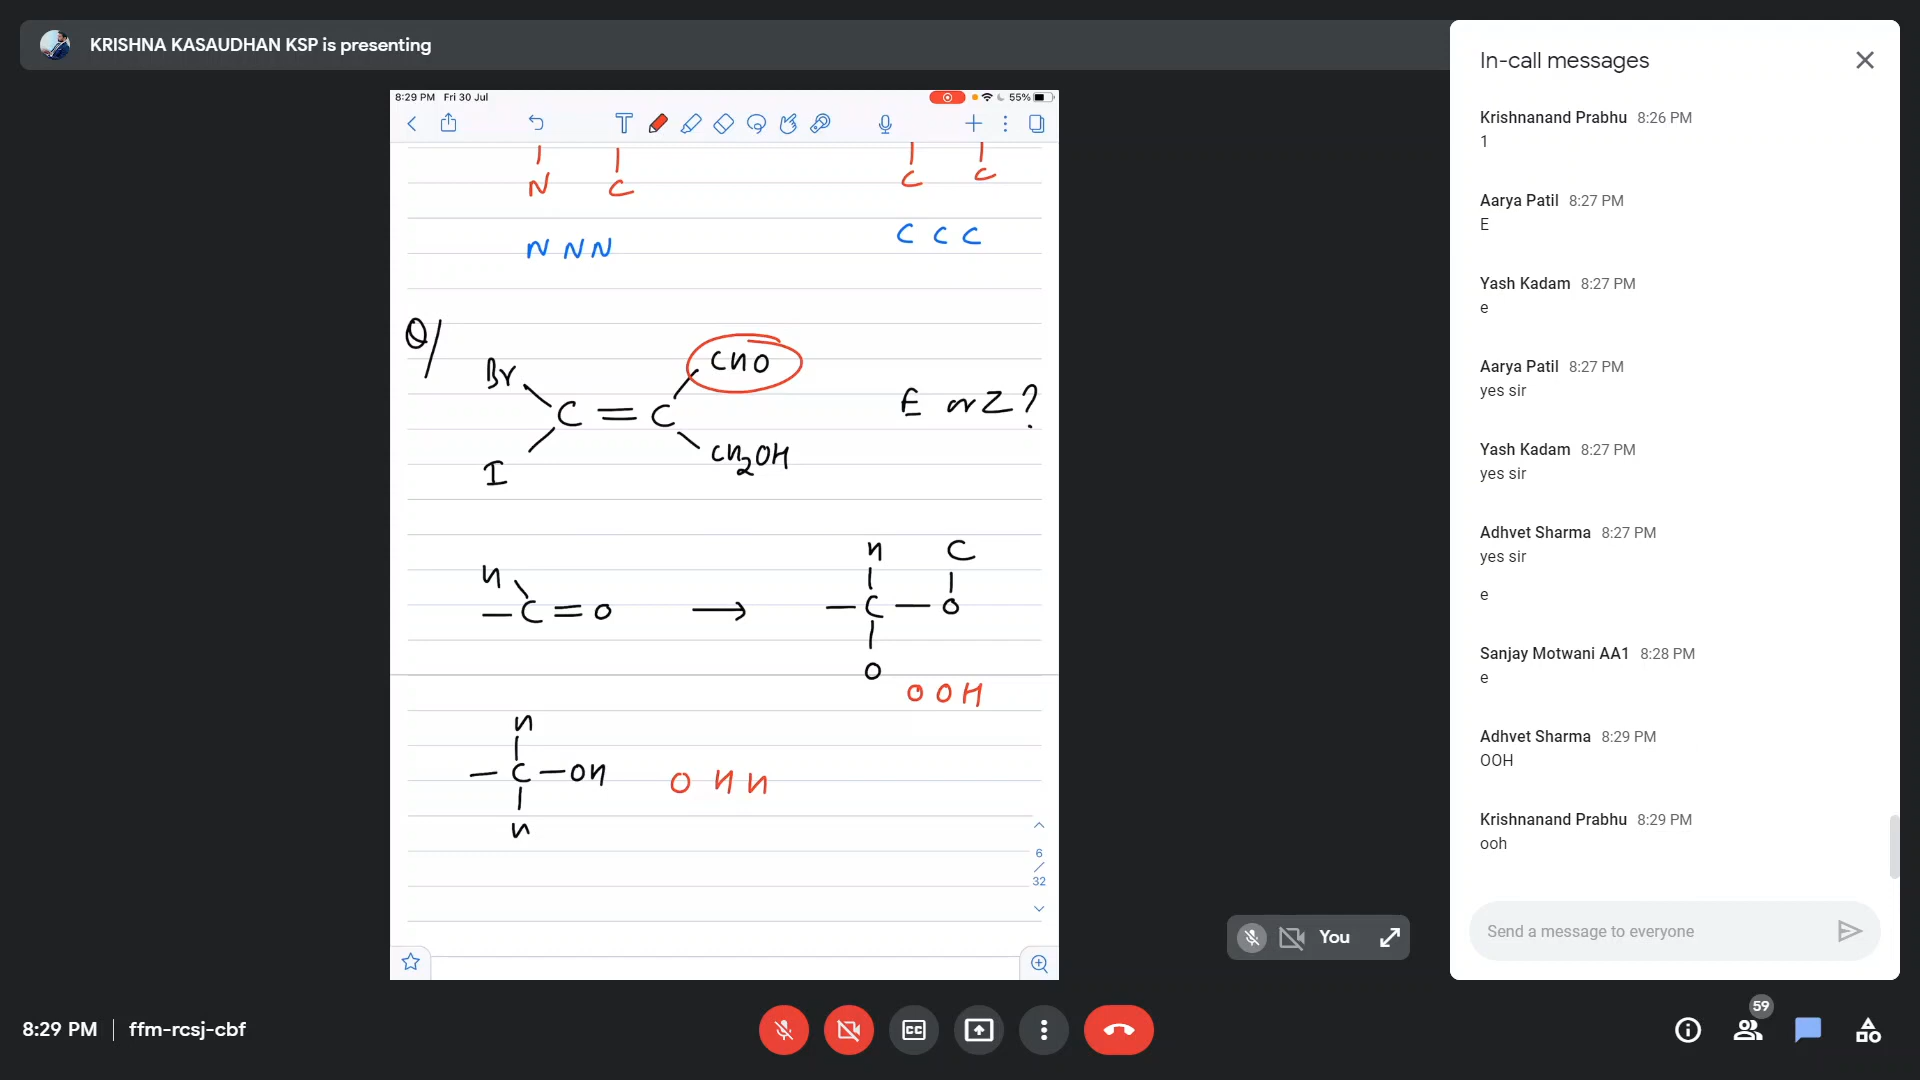 KRISHNA KASAUDHAN KSP is presenting
8:29 PM Fri 30 Jul
55%
T
N C
C C
N N N
C C C
Q/
Br
CHO
C = C
E or Z?
I
CH2OH
H
C = O
H C
C O
O
O O H
H
C OH
O H H
H
6
/
32
You
8:29 PM
ffm-rcsj-cbf
CC
59
In-call messages
Krishnanand Prabhu 8:26 PM
1
Aarya Patil 8:27 PM
E
Yash Kadam 8:27 PM
e
Aarya Patil 8:27 PM
yes sir
Yash Kadam 8:27 PM
yes sir
Adhvet Sharma 8:27 PM
yes sir
e
Sanjay Motwani AA1 8:28 PM
e
Adhvet Sharma 8:29 PM
OOH
Krishnanand Prabhu 8:29 PM
ooh
Send a message to everyone